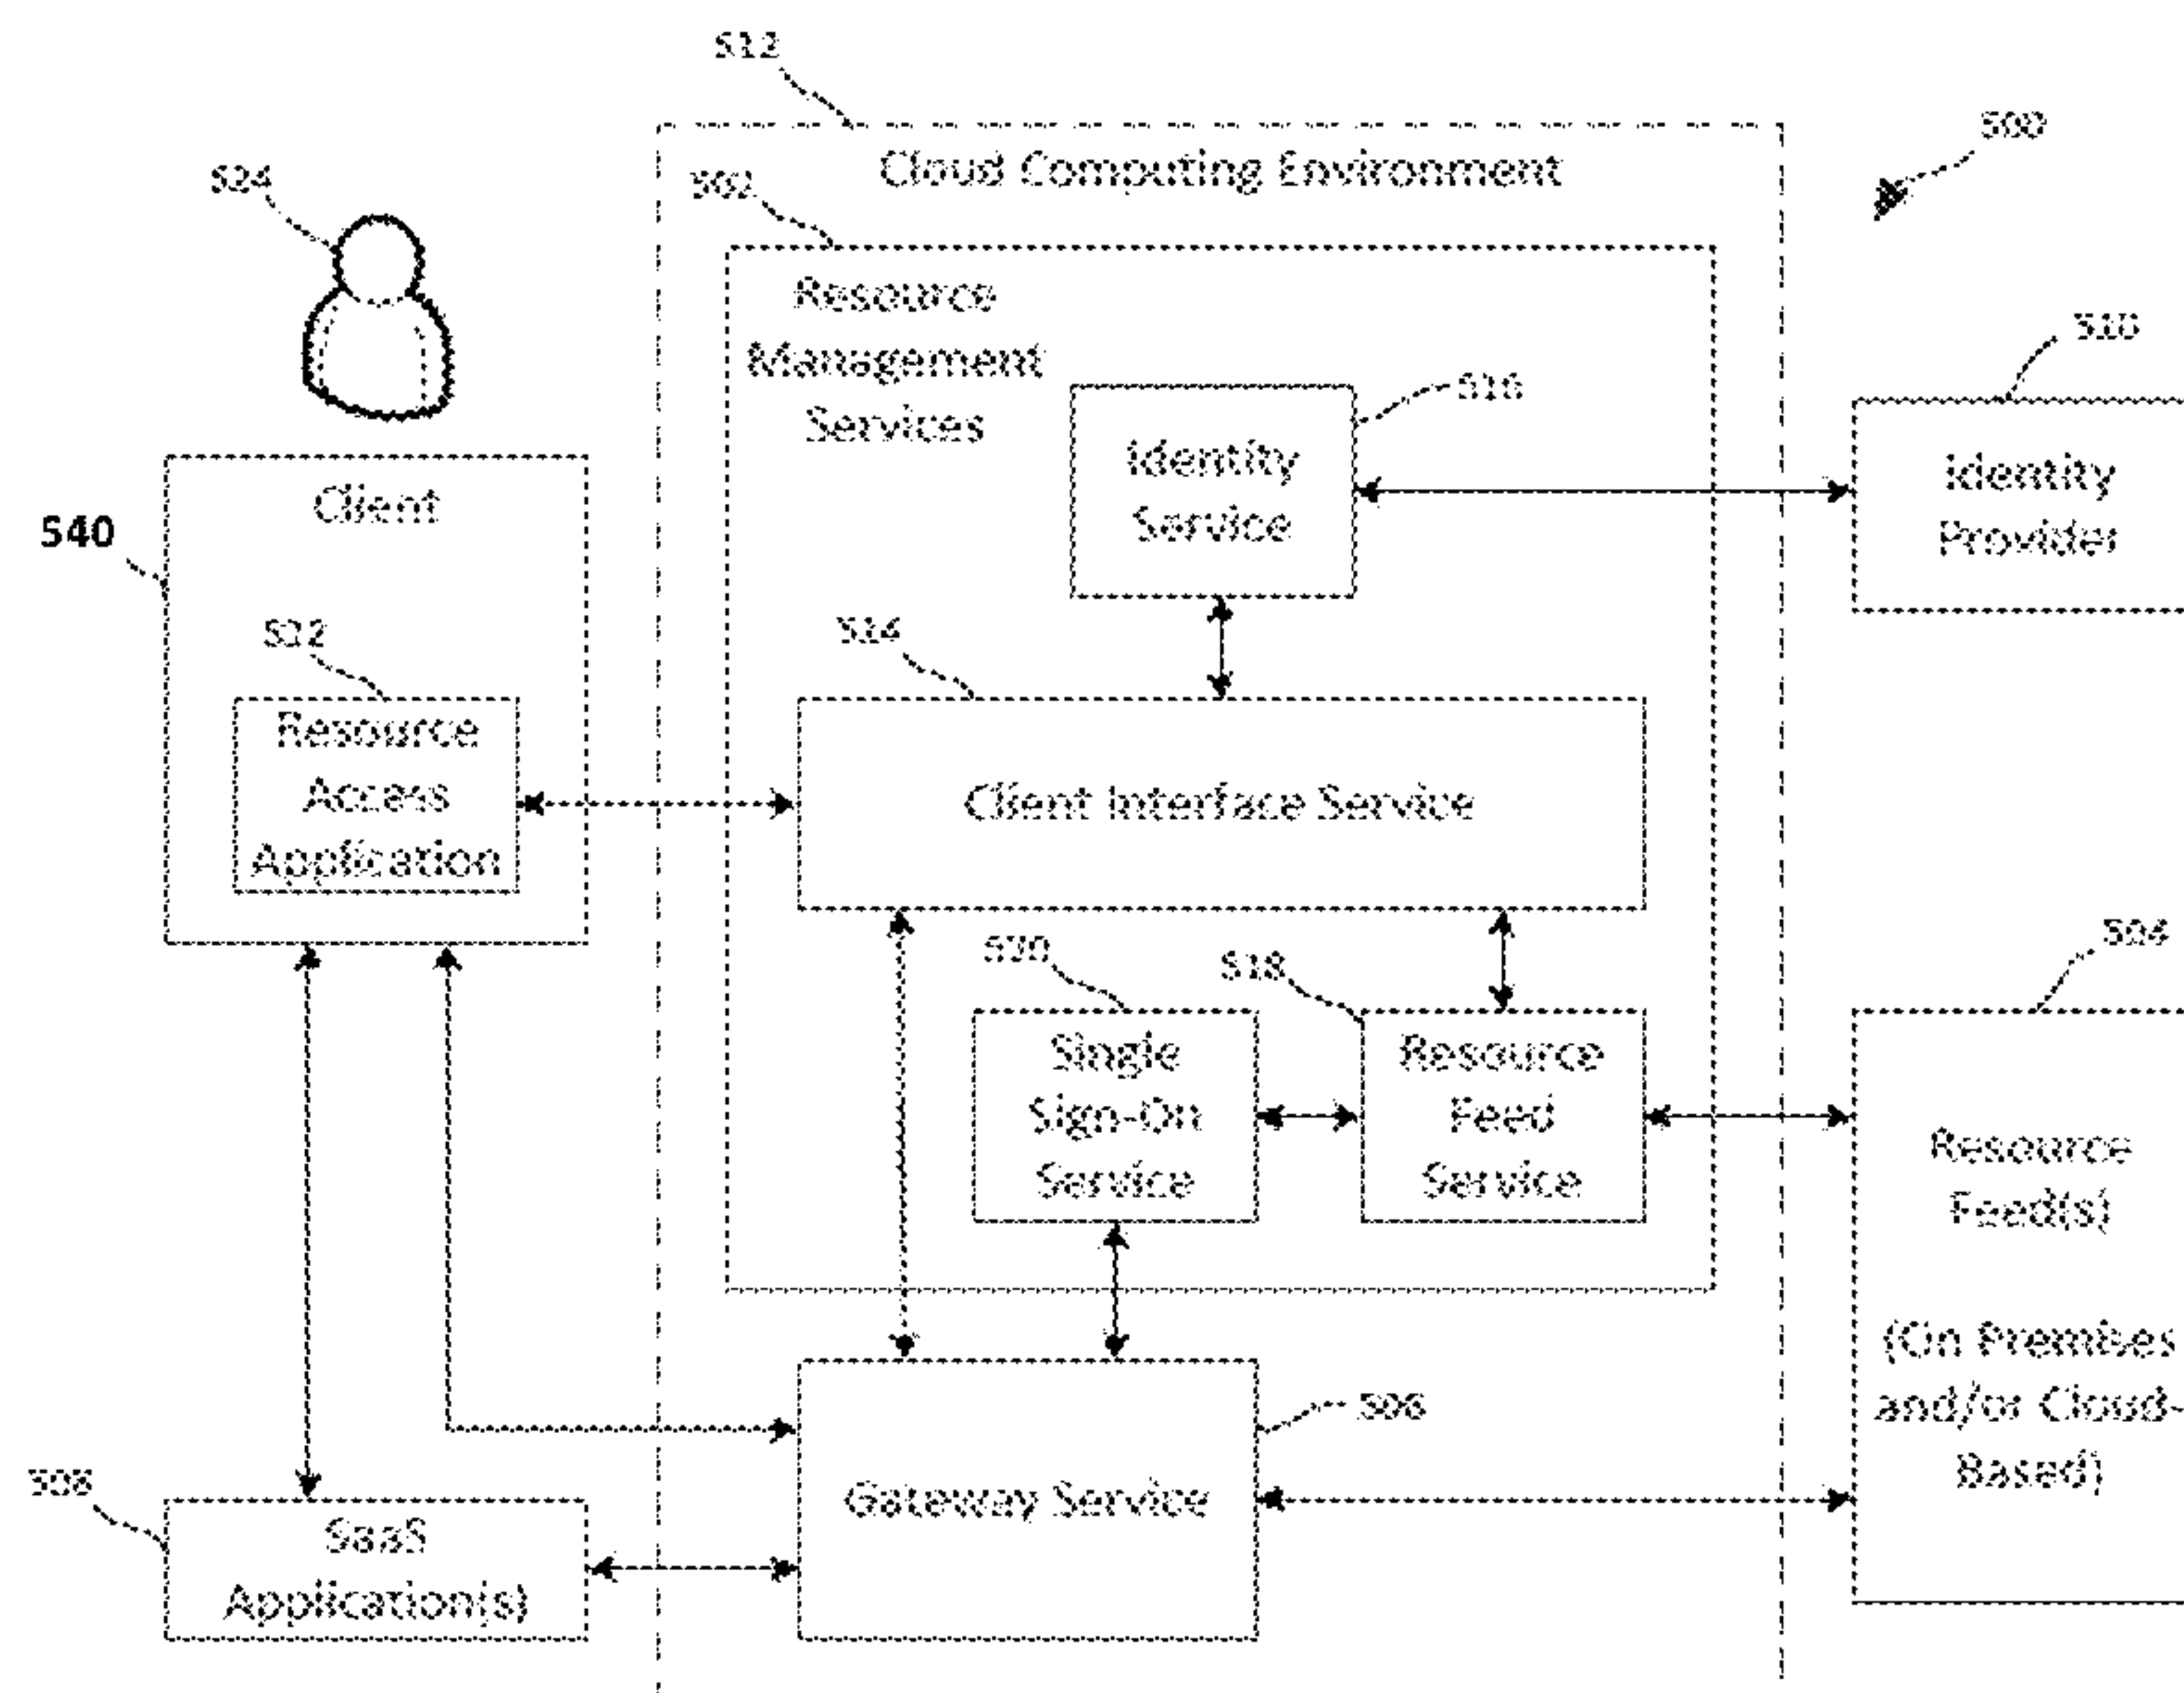 512
500
Cloud Computing Environment
502
524
Resource
Management
Services
510
516
Identity
Service
Identity
Provider
Client
540
514
522
Resource
Access
Application
Client Interface Service
504
520
518
Single
Sign-On
Service
Resource
Feed
Service
Resource
Feed(s)
(On Premises
and/or Cloud-
Based)
506
Gateway Service
508
SaaS
Application(s)